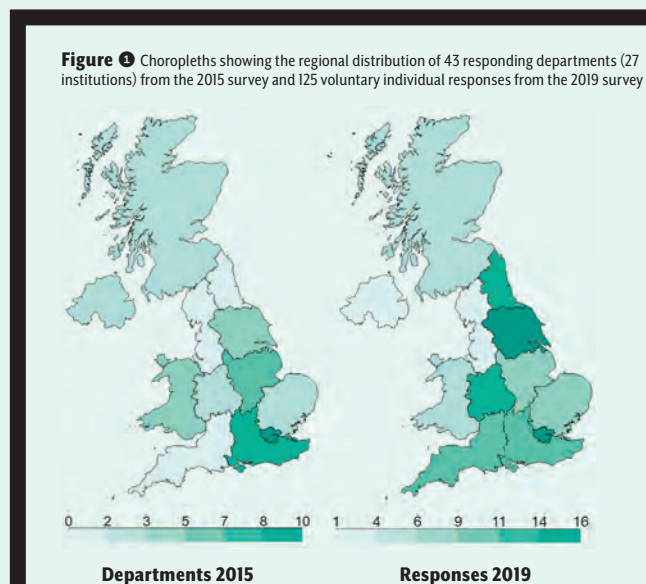 Figure ❶ Choropleths showing the regional distribution of 43 responding departments (27
institutions) from the 2015 survey and 125 voluntary individual responses from the 2019 survey
0 2 3 5 7 8 10
1 4 6 9 11 14 16
Departments 2015
Responses 2019